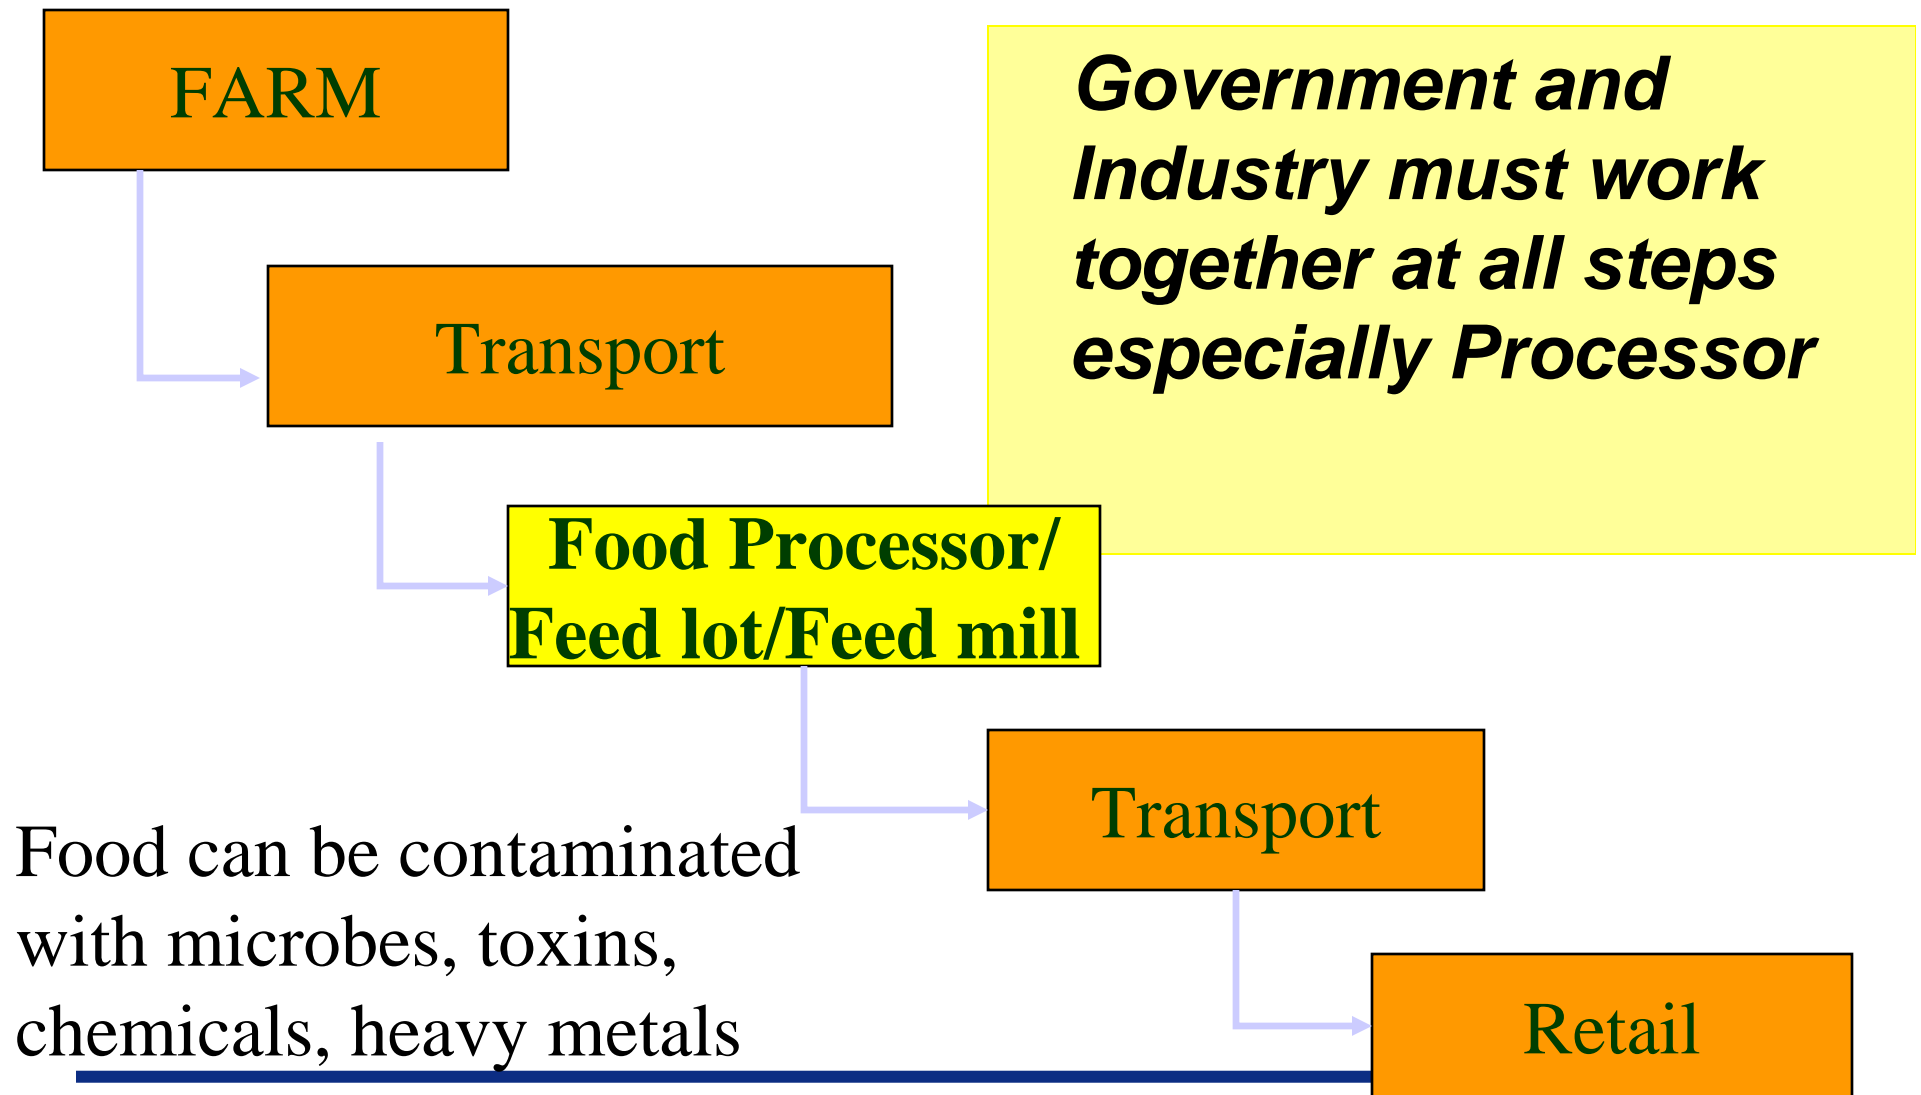 FARM
Government and
Industry must work
together at all steps
especially Processor
Transport
Food Processor/
Feed lot/Feed mill
Transport
Food can be contaminated
with microbes, toxins,
chemicals, heavy metals
Retail